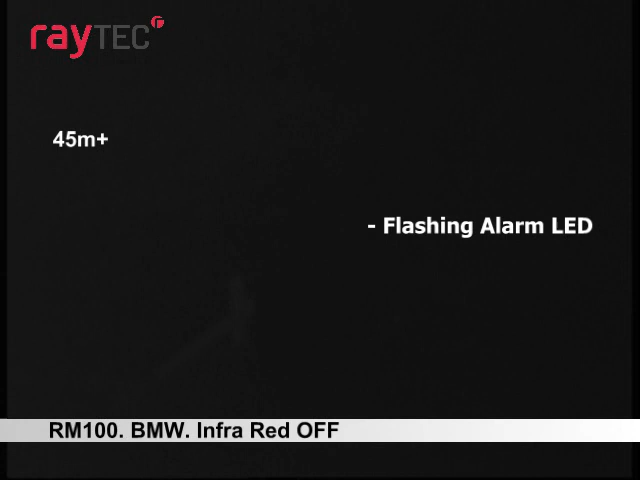 raytec
45m+
- Flashing Alarm LED
RM100. BMW. Infra Red OFF